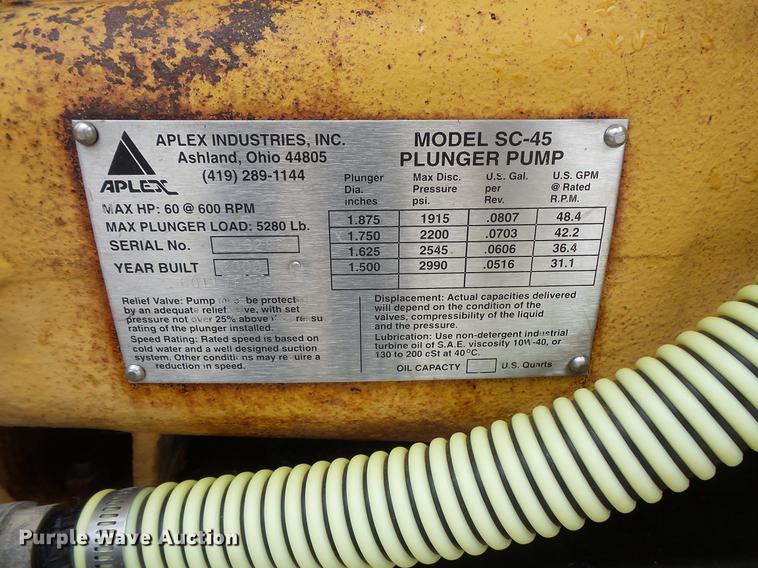 APLEX
APLEX INDUSTRIES, INC.
Ashland, Ohio 44805
(419) 289-1144
MAX HP: 60 @ 600 RPM
MAX PLUNGER LOAD: 5280 Lb.
SERIAL No.
YEAR BUILT
Relief Valve: Pump be protecte
by an adequate relief, with set
pressure not over 25% above
rating of the plunger installed.
Speed Rating: Rated speed is based on
cold water and a well designed suction
system. Other conditions may require a
reduction in speed.
MODEL SC-45
PLUNGER PUMP
Plunger Max Disc. U.S. Gal. U.S. GPM
Dia. Pressure per @ Rated
inches psi. Rev. R.P.M.
1.875 1915 .0807 48.4
1.750 2200 .0703 42.2
1.625 2545 .0606 36.4
1.500 2990 .0516 31.1
Displacement: Actual capacities delivered
will depend on the condition of the
valves, compressibility of the liquid
and the pressure.
Lubrication: Use non-detergent industrial
turbine oil of S.A.E. viscosity 10W-40, or
130 to 200 cSt at 40°C.
OIL CAPACTY U.S. Quarts
Purple Wave Auction